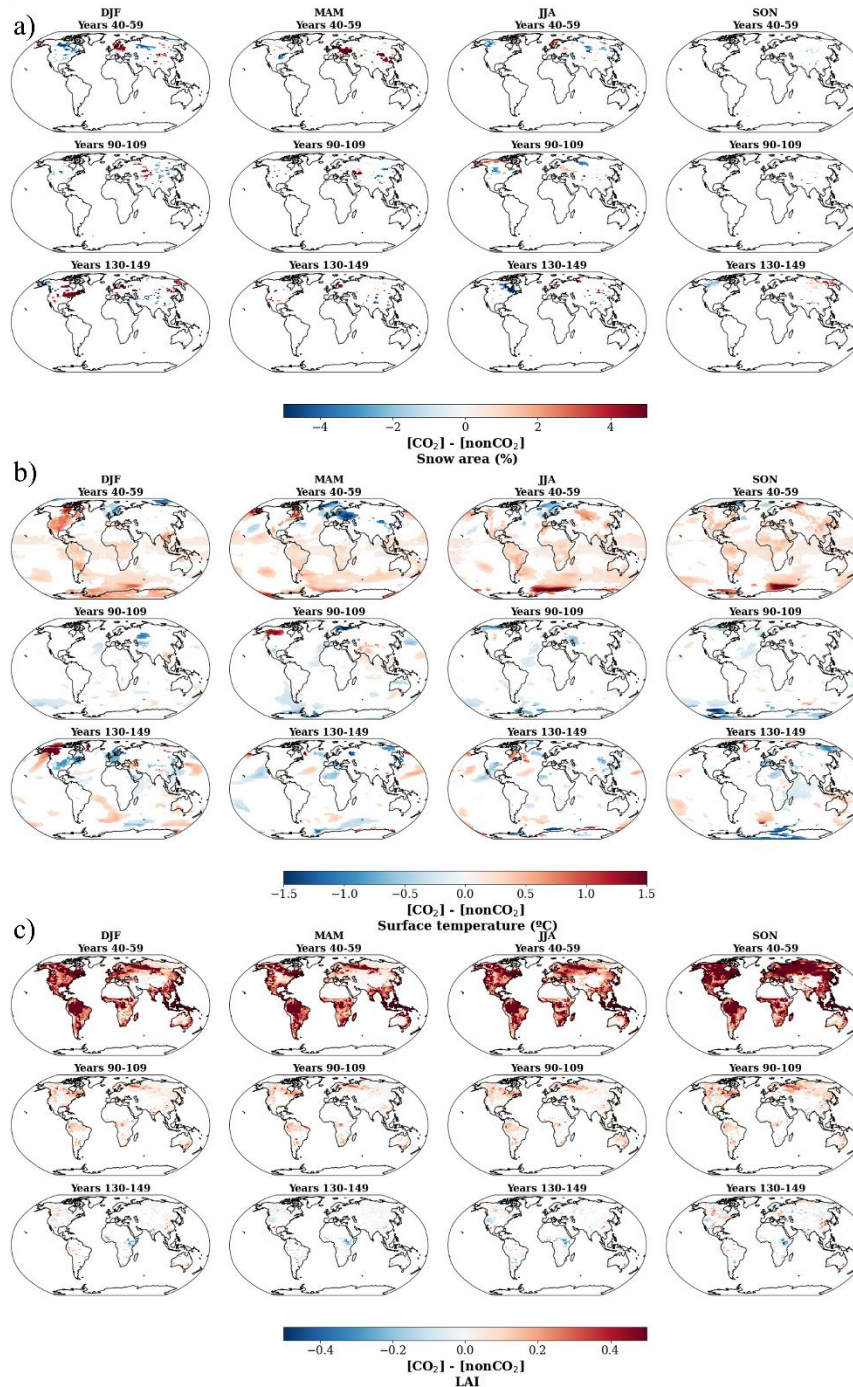 a)
DJF MAM JJA SON
Years 40-59 Years 40-59 Years 40-59 Years 40-59
Years 90-109 Years 90-109 Years 90-109 Years 90-109
Years 130-149 Years 130-149 Years 130-149 Years 130-149
−4 −2 0 2 4
[CO₂] - [nonCO₂]
Snow area (%)
b)
DJF MAM JJA SON
Years 40-59 Years 40-59 Years 40-59 Years 40-59
Years 90-109 Years 90-109 Years 90-109 Years 90-109
Years 130-149 Years 130-149 Years 130-149 Years 130-149
−1.5 −1.0 −0.5 0.0 0.5 1.0 1.5
[CO₂] - [nonCO₂]
Surface temperature (ºC)
c)
DJF MAM JJA SON
Years 40-59 Years 40-59 Years 40-59 Years 40-59
Years 90-109 Years 90-109 Years 90-109 Years 90-109
Years 130-149 Years 130-149 Years 130-149 Years 130-149
−0.4 −0.2 0.0 0.2 0.4
[CO₂] - [nonCO₂]
LAI